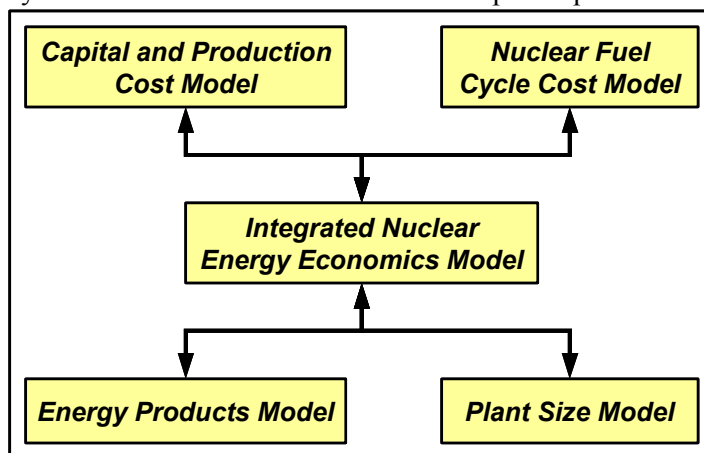 Capital and Production
Cost Model
Nuclear Fuel
Cycle Cost Model
Integrated Nuclear
Energy Economics Model
Energy Products Model
Plant Size Model